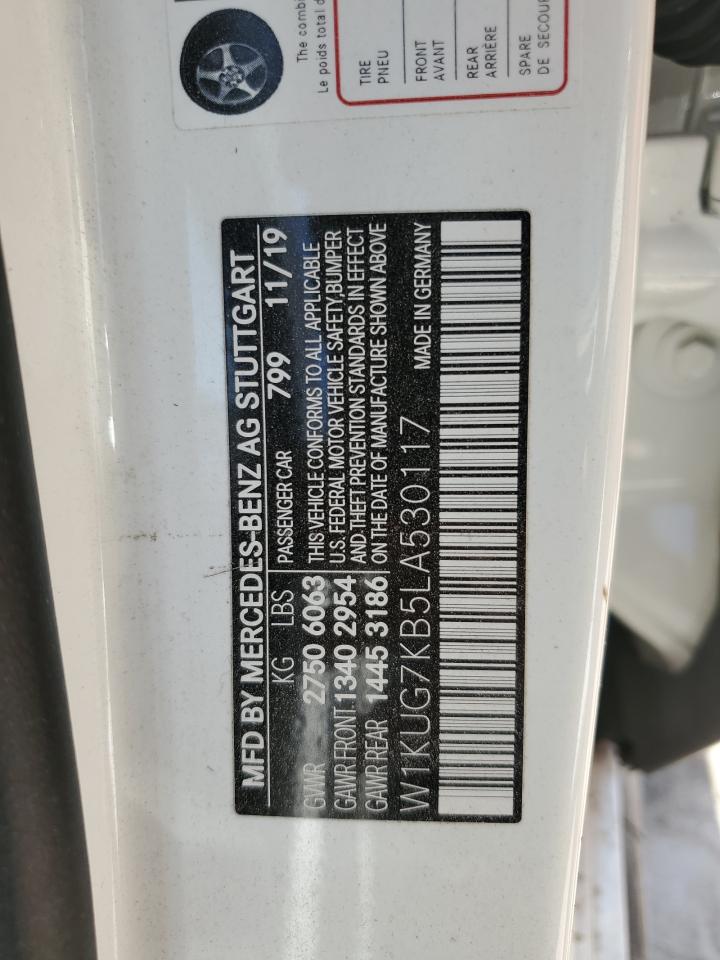 The combi
Le poids total d
TIRE
PNEU
FRONT
AVANT
REAR
ARRIÈRE
SPARE
DE SECOUR
MFD BY MERCEDES-BENZ AG STUTTGART
KG LBS PASSENGER CAR 799 11/19
GWR 2750 6063 THIS VEHICLE CONFORMS TO ALL APPLICABLE
U.S. FEDERAL MOTOR VEHICLE SAFETY, BUMPER
GAWR FRONT 1340 2954 AND THEFT PREVENTION STANDARDS IN EFFECT
GAWR REAR 1445 3186 ON THE DATE OF MANUFACTURE SHOWN ABOVE
W1KUG7KB5LA530117 MADE IN GERMANY